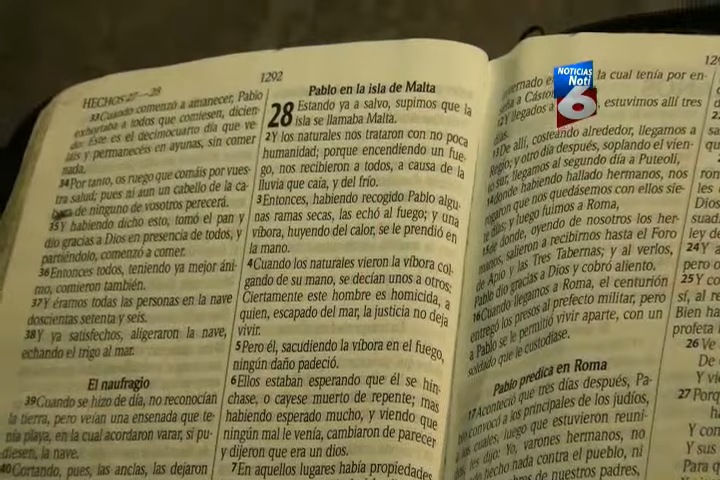 HECHOS 27-28
1292
33Cuando comenzó a amanecer, Pablo
exhortaba a todos que comiesen, dicien-
do: Este es el decimocuarto día que ve-
láis y permanecéis en ayunas, sin comer
nada.
34Por tanto, os ruego que comáis por vues-
tra salud; pues ni aun un cabello de la ca-
beza de ninguno de vosotros perecerá.
35Y habiendo dicho esto, tomó el pan y
dio gracias a Dios en presencia de todos, y
partiéndolo, comenzó a comer.
36Entonces todos, teniendo ya mejor áni-
mo, comieron también.
37Y éramos todas las personas en la nave
doscientas setenta y seis.
38Y ya satisfechos, aligeraron la nave,
echando el trigo al mar.
El naufragio
39Cuando se hizo de día, no reconocían
la tierra, pero veían una ensenada que te-
nía playa, en la cual acordaron varar, si pu-
diesen, la nave.
40Cortando, pues, las anclas, las dejaron
Pablo en la isla de Malta
28 Estando ya a salvo, supimos que la
isla se llamaba Malta.
2Y los naturales nos trataron con no poca
humanidad; porque encendiendo un fue-
go, nos recibieron a todos, a causa de la
lluvia que caía, y del frío.
3Entonces, habiendo recogido Pablo algu-
nas ramas secas, las echó al fuego; y una
víbora, huyendo del calor, se le prendió en
la mano.
4Cuando los naturales vieron la víbora col-
gando de su mano, se decían unos a otros:
Ciertamente este hombre es homicida, a
quien, escapado del mar, la justicia no deja
vivir.
5Pero él, sacudiendo la víbora en el fuego,
ningún daño padeció.
6Ellos estaban esperando que él se hin-
chase, o cayese muerto de repente; mas
habiendo esperado mucho, y viendo que
ningún mal le venía, cambiaron de parecer
y dijeron que era un dios.
7En aquellos lugares había propiedades
la cual tenía por en-
seña a Cástor
12Y llegados a estuvimos allí tres
días.
13De allí, costeando alrededor, llegamos a
Regio; y otro día después, soplando el vien-
to sur, llegamos al segundo día a Puteoli,
14donde habiendo hallado hermanos, nos
rogaron que nos quedásemos con ellos sie-
te días; y luego fuimos a Roma,
15de donde, oyendo de nosotros los her-
manos, salieron a recibirnos hasta el Foro
de Apio y las Tres Tabernas; y al verlos,
Pablo dio gracias a Dios y cobró aliento.
16Cuando llegamos a Roma, el centurión
entregó los presos al prefecto militar, pero
a Pablo se le permitió vivir aparte, con un
soldado que le custodiase.
Pablo predica en Roma
17Aconteció que tres días después, Pa-
blo convocó a los principales de los judíos,
a los cuales, luego que estuvieron reuni-
dos, les dijo: Yo, varones hermanos, no
habiendo hecho nada contra el pueblo, ni
de nuestros padres,
NOTICIAS
Noti
6
24Y a
pero o
25Y co
sí, al re
Bien ha
profeta
26Ve
De
Y vi
27Porq
Y con
Y sus
Para q